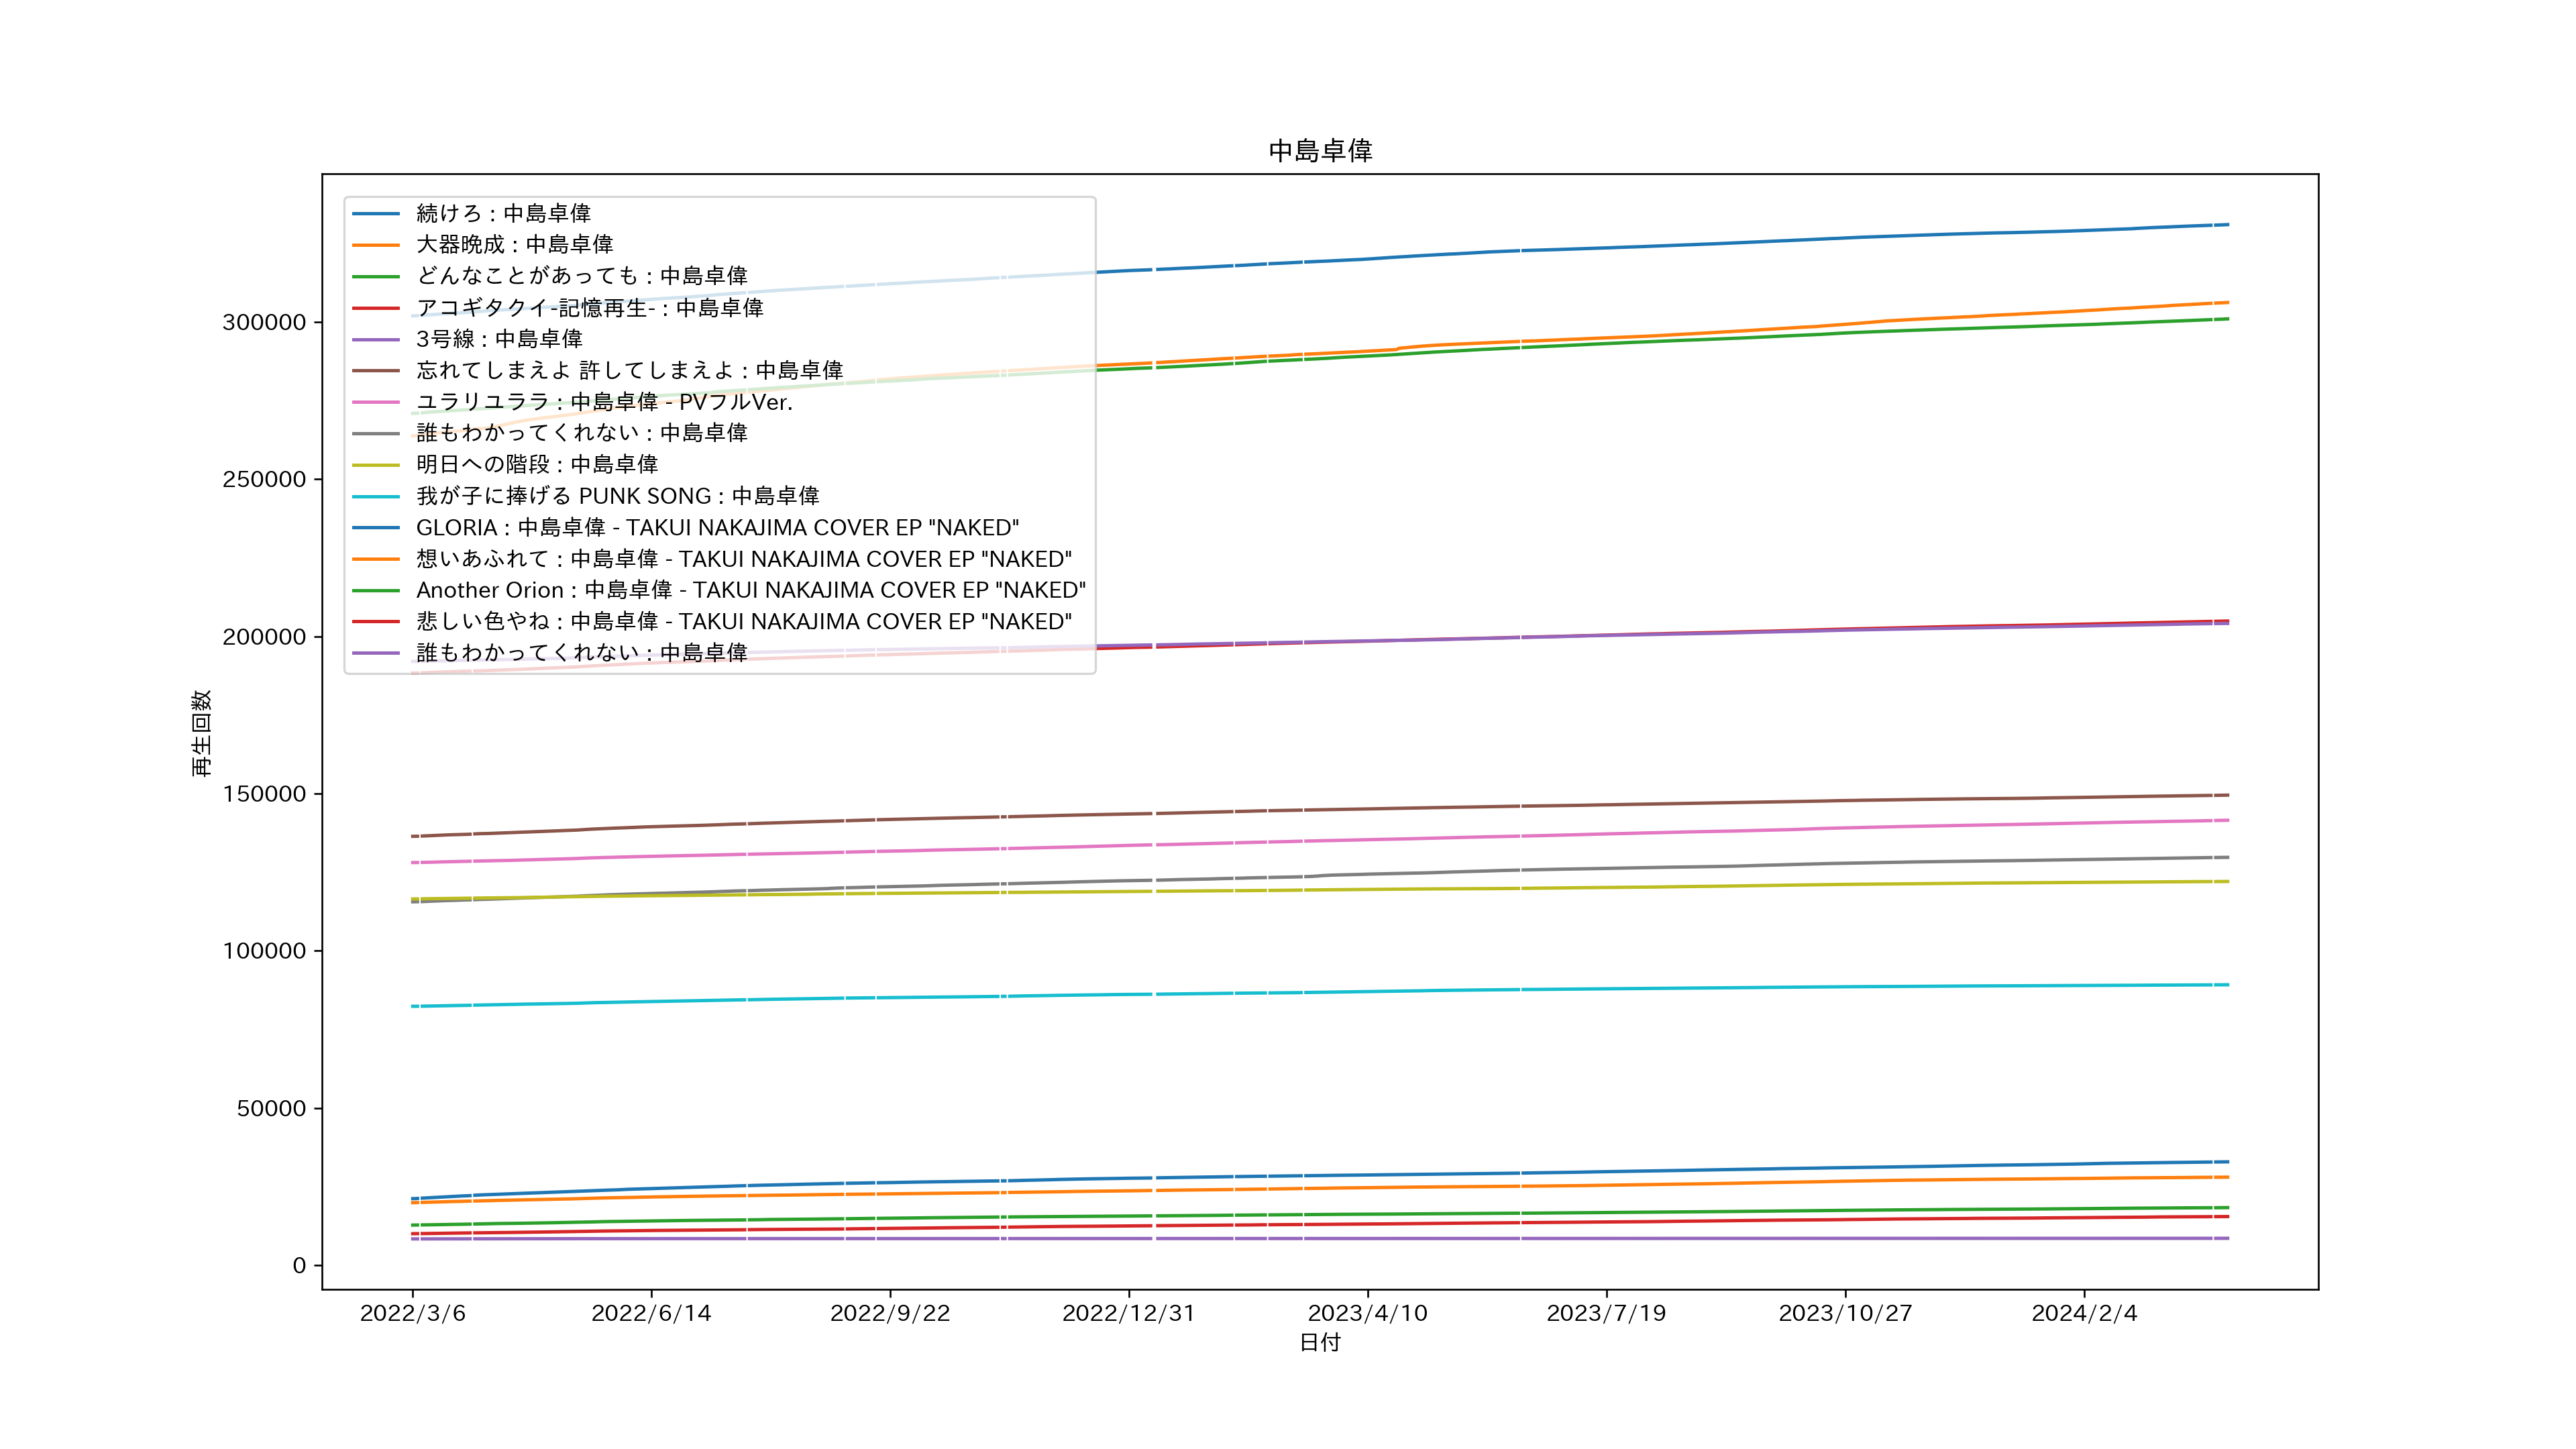 中島卓偉
続けろ : 中島卓偉
大器晩成 : 中島卓偉
どんなことがあっても : 中島卓偉
アコギタクイ-記憶再生- : 中島卓偉
3号線 : 中島卓偉
忘れてしまえよ 許してしまえよ : 中島卓偉
ユラリユララ : 中島卓偉 - PVフルVer.
誰もわかってくれない : 中島卓偉
明日への階段 : 中島卓偉
我が子に捧げる PUNK SONG : 中島卓偉
GLORIA : 中島卓偉 - TAKUI NAKAJIMA COVER EP "NAKED"
想いあふれて : 中島卓偉 - TAKUI NAKAJIMA COVER EP "NAKED"
Another Orion : 中島卓偉 - TAKUI NAKAJIMA COVER EP "NAKED"
悲しい色やね : 中島卓偉 - TAKUI NAKAJIMA COVER EP "NAKED"
誰もわかってくれない : 中島卓偉
再生回数
300000
250000
200000
150000
100000
50000
0
2022/3/6 2022/6/14 2022/9/22 2022/12/31 2023/4/10 2023/7/19 2023/10/27 2024/2/4
日付